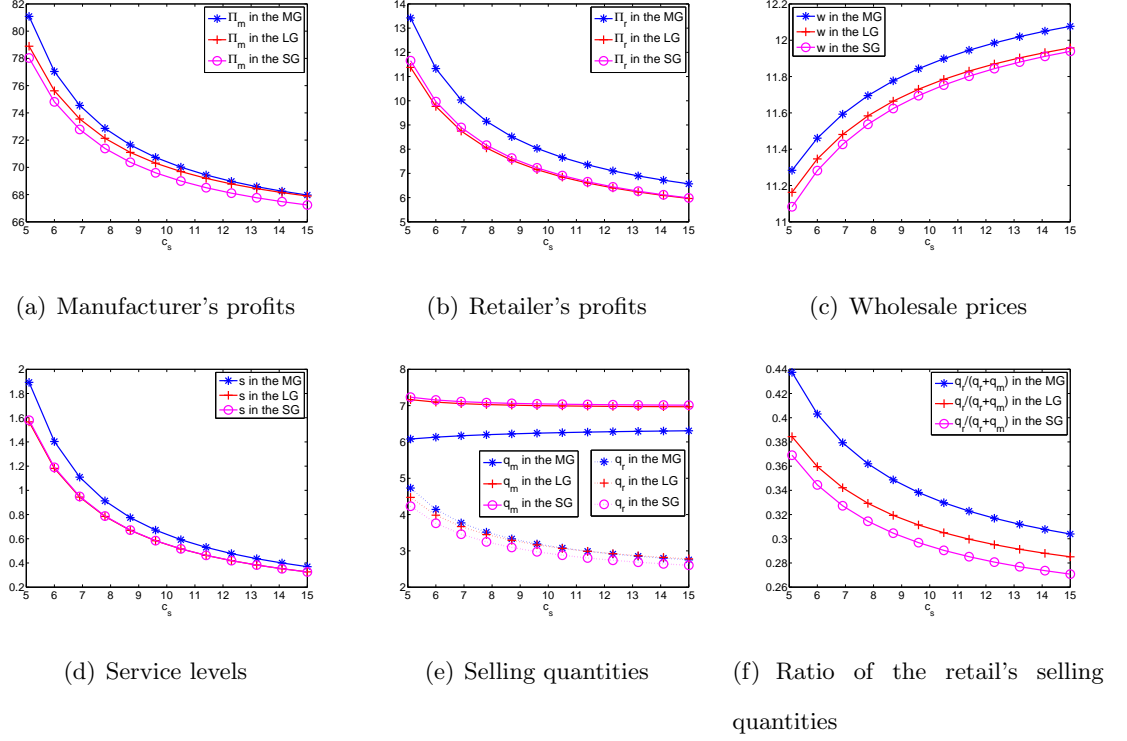 82
80
78
76
74
72
70
68
66
5 6 7 8 9 10 11 12 13 14 15
c_s
Π_m in the MG
Π_m in the LG
Π_m in the SG
(a) Manufacturer's profits
14
13
12
11
10
9
8
7
6
5
5 6 7 8 9 10 11 12 13 14 15
c_s
Π_r in the MG
Π_r in the LG
Π_r in the SG
(b) Retailer's profits
12.2
12
11.8
11.6
11.4
11.2
11
5 6 7 8 9 10 11 12 13 14 15
c_s
w in the MG
w in the LG
w in the SG
(c) Wholesale prices
2
1.8
1.6
1.4
1.2
1
0.8
0.6
0.4
0.2
5 6 7 8 9 10 11 12 13 14 15
c_s
s in the MG
s in the LG
s in the SG
(d) Service levels
8
7
6
5
4
3
2
5 6 7 8 9 10 11 12 13 14 15
c_s
q_m in the MG
q_m in the LG
q_m in the SG
q_r in the MG
q_r in the LG
q_r in the SG
(e) Selling quantities
0.44
0.4
0.38
0.36
0.32
0.28
0.26
5 6 7 8 9 10 11 12 13 14 15
c_s
q_r/(q_r+q_m) in the MG
q_r/(q_r+q_m) in the LG
q_r/(q_r+q_m) in the SG
(f) Ratio of the retail's selling
quantities